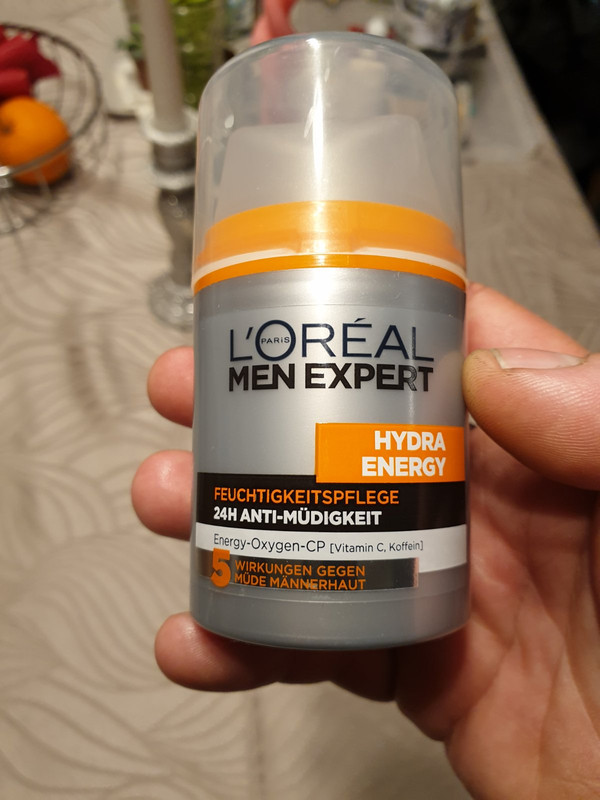 L'ORÉAL
PARIS
MEN EXPERT
HYDRA
ENERGY
FEUCHTIGKEITSPFLEGE
24H ANTI-MÜDIGKEIT
Energy-Oxygen-CP [Vitamin C, Koffein]
5 WIRKUNGEN GEGEN
MÜDE MÄNNERHAUT